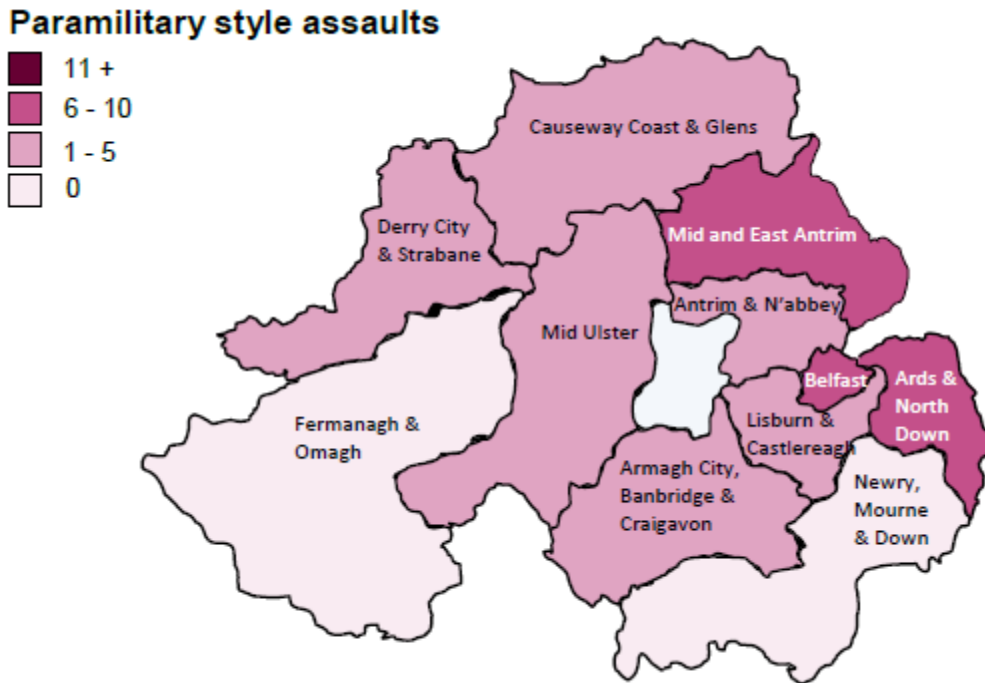 Paramilitary style assaults
11 +
6 - 10
1 - 5
0
Causeway Coast & Glens
Derry City
& Strabane
Mid and East Antrim
Antrim & N'abbey
Mid Ulster
Belfast
Ards &
North
Down
Fermanagh &
Omagh
Lisburn &
Castlereagh
Armagh City,
Banbridge &
Craigavon
Newry,
Mourne
& Down